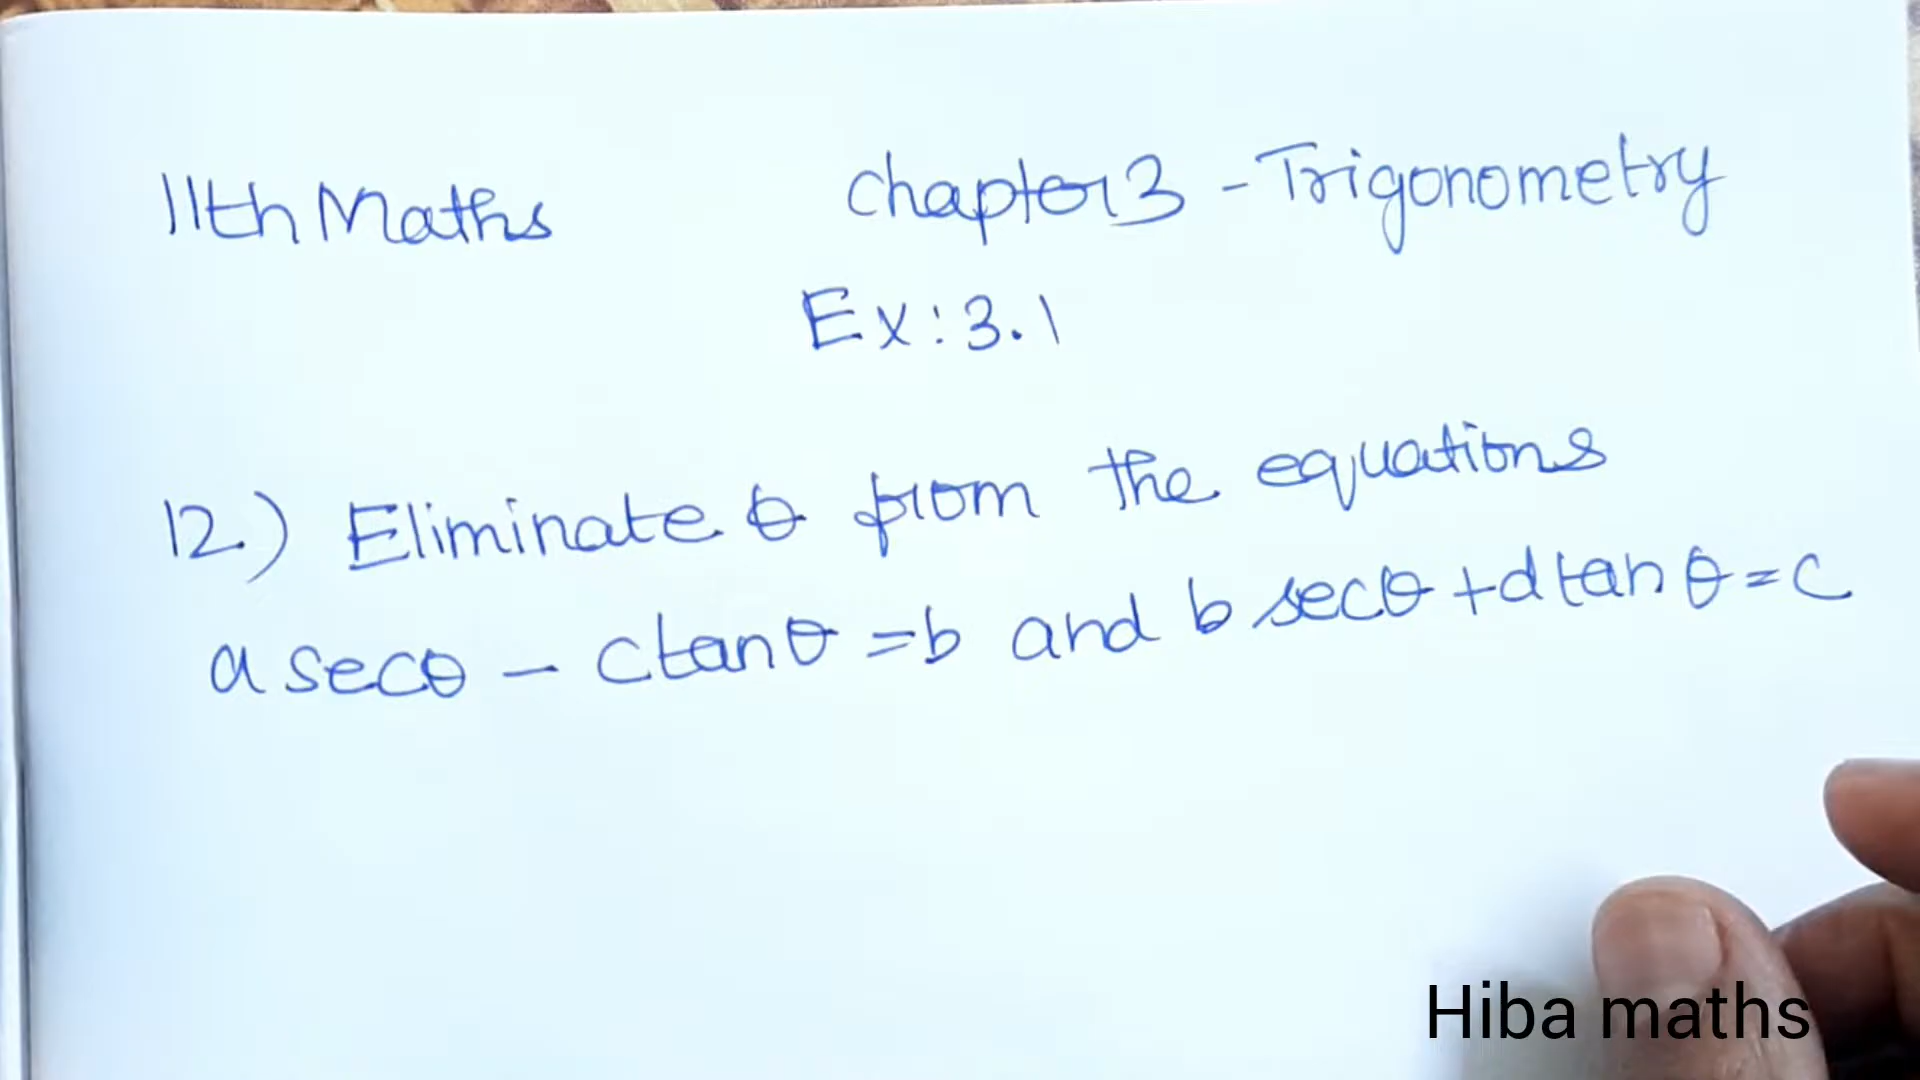 11th Maths Chapter 3 - Trigonometry
Ex: 3.1
12.) Eliminate θ from the equations
a secθ - c tanθ = b and b secθ + d tan θ = c
Hiba maths